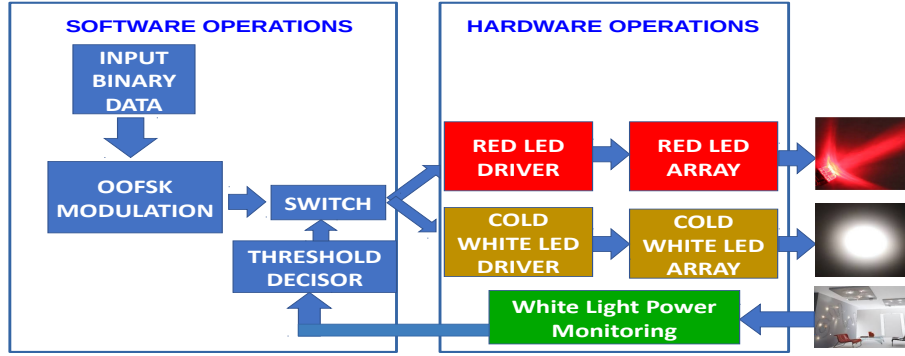 SOFTWARE OPERATIONS
HARDWARE OPERATIONS
INPUT
BINARY
DATA
OOFSK
MODULATION
SWITCH
THRESHOLD
DECISOR
RED LED
DRIVER
RED LED
ARRAY
COLD
WHITE LED
DRIVER
COLD
WHITE LED
ARRAY
White Light Power
Monitoring